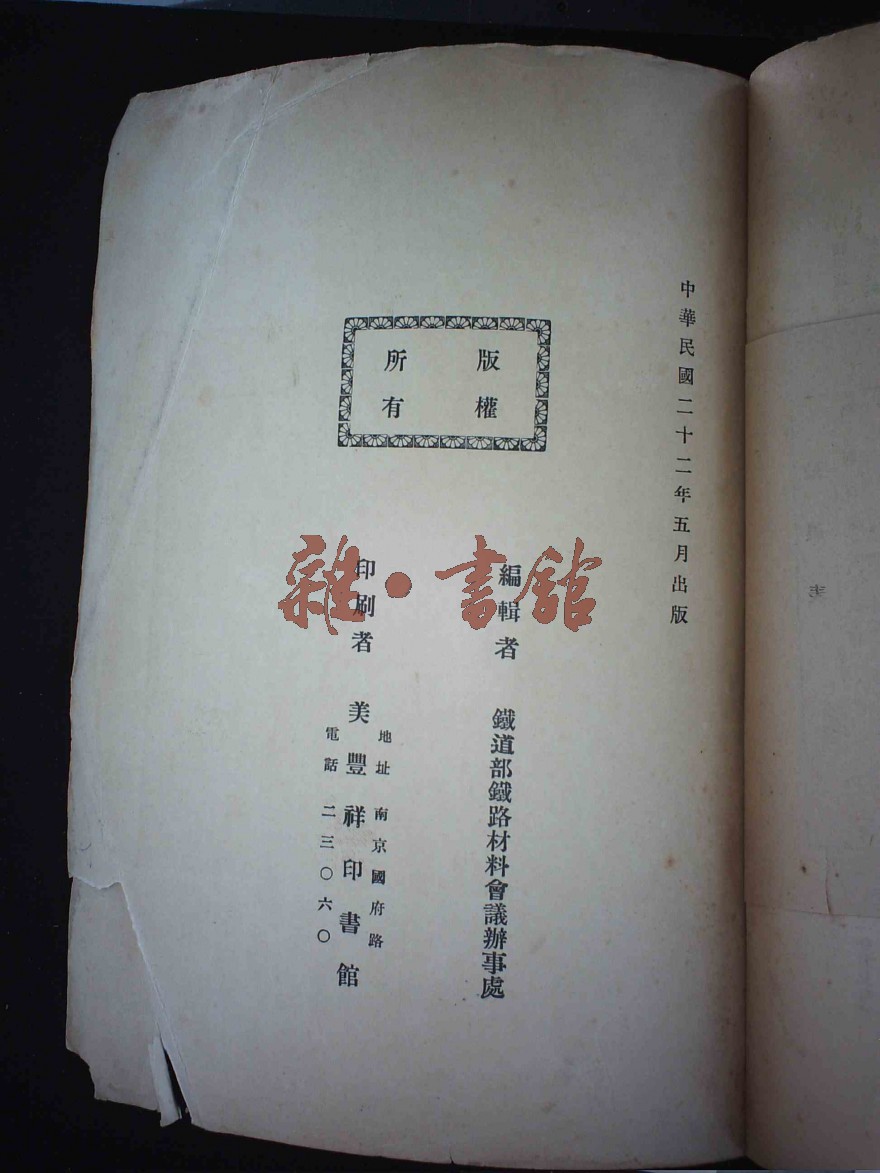 中華民國二十二年五月出版
版權
所有
編輯者 鐵道部鐵路材料會議辦事處
印刷者 美豐祥印書館
地址 南京國府路
電話 二三〇六〇
雜·書館